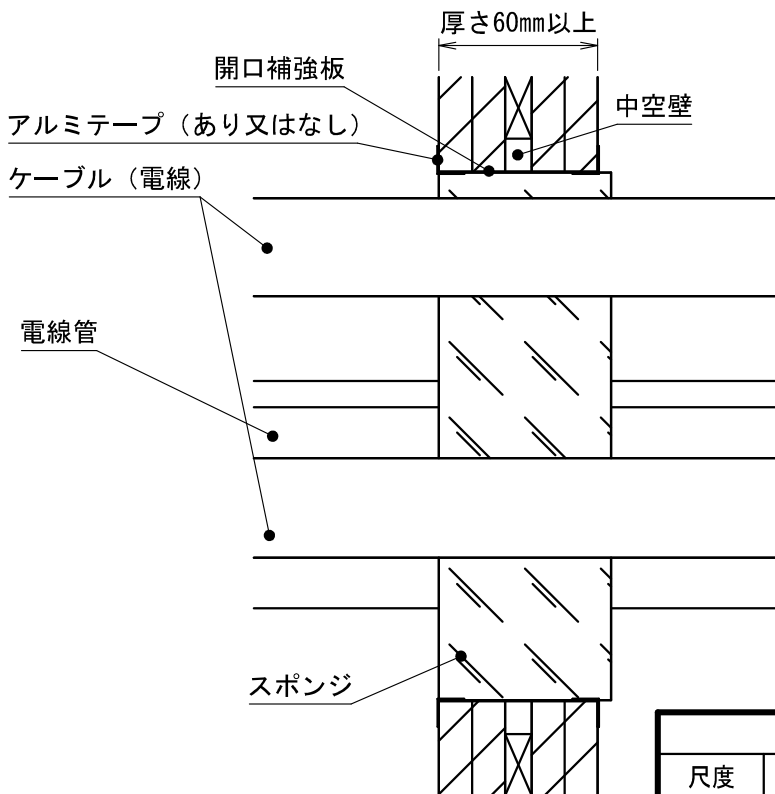 厚さ60mm以上
開口補強板
中空壁
アルミテープ（あり又はなし）
ケーブル（電線）
電線管
スポンジ
尺度